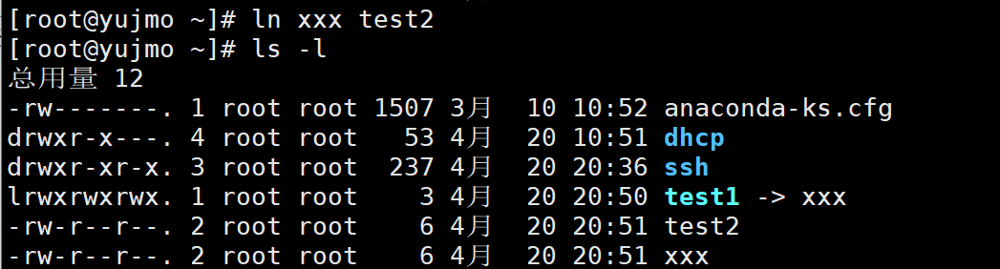 [root@yujmo ~]# ln xxx test2
[root@yujmo ~]# ls -l
总用量 12
-rw-------. 1 root root 1507 3月  10 10:52 anaconda-ks.cfg
drwxr-x---. 4 root root   53 4月  20 10:51 dhcp
drwxr-xr-x. 3 root root  237 4月  20 20:36 ssh
lrwxrwxrwx. 1 root root    3 4月  20 20:50 test1 -> xxx
-rw-r--r--. 2 root root    6 4月  20 20:51 test2
-rw-r--r--. 2 root root    6 4月  20 20:51 xxx